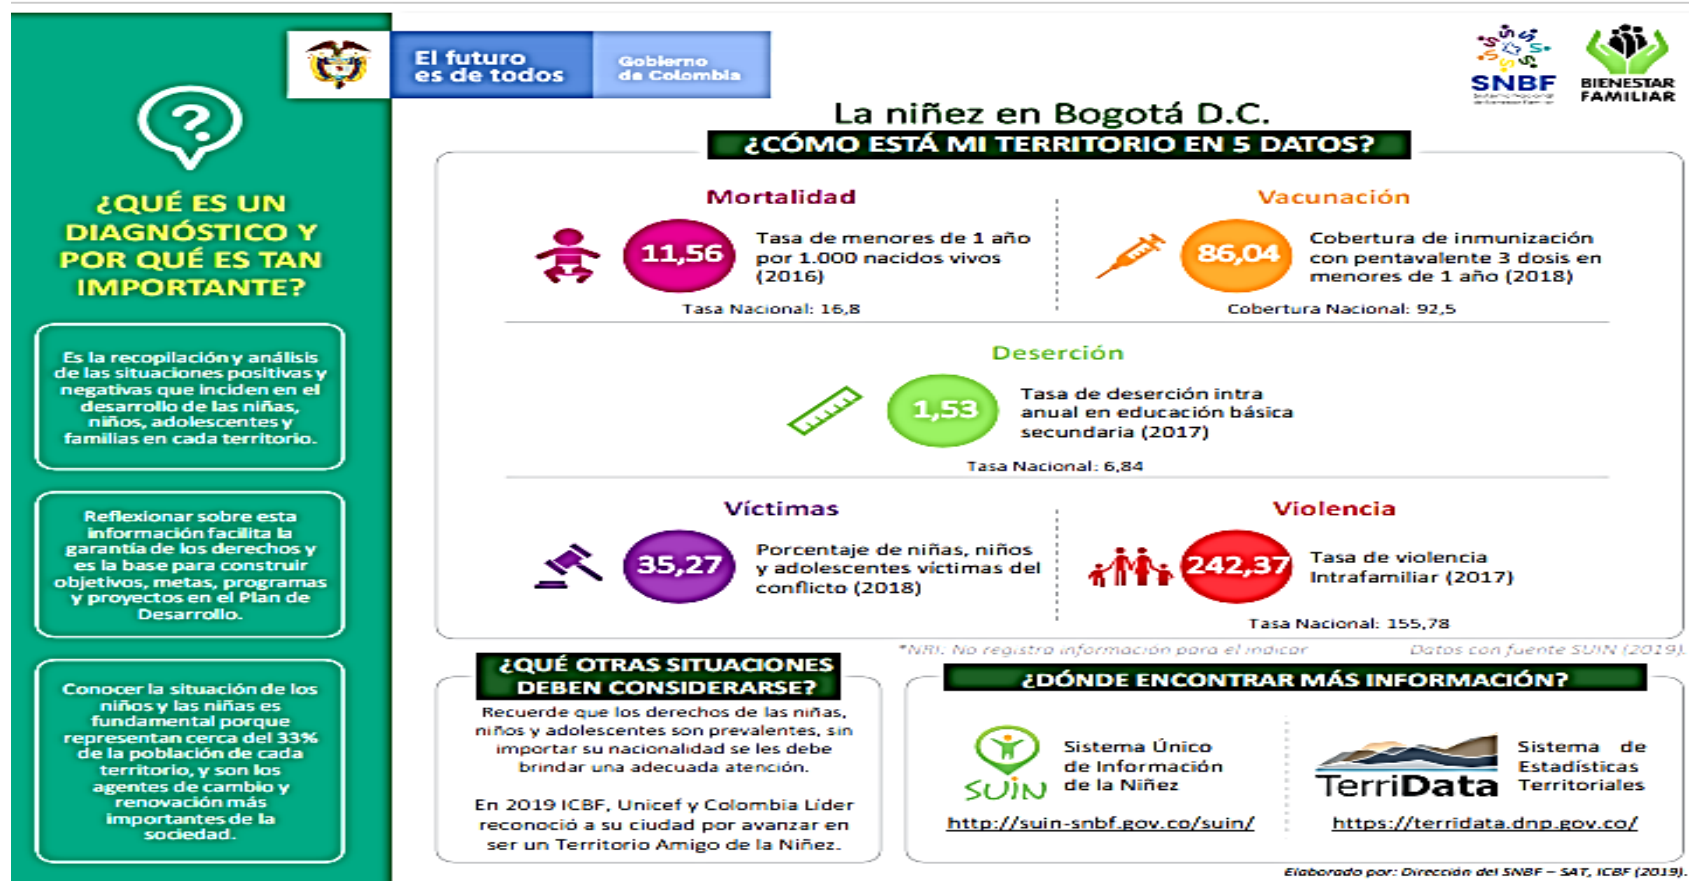 El futuro
es de todos
Gobierno
de Colombia
SNBF
BIENESTAR
FAMILIAR
¿QUÉ ES UN
DIAGNÓSTICO Y
POR QUÉ ES TAN
IMPORTANTE?
Es la recopilación y análisis
de las situaciones positivas y
negativas que inciden en el
desarrollo de las niñas,
niños, adolescentes y
familias en cada territorio.
Reflexionar sobre esta
información facilita la
garantía de los derechos y
es la base para construir
objetivos, metas, programas
y proyectos en el Plan de
Desarrollo.
Conocer la situación de los
niños y las niñas es
fundamental porque
representan cerca del 33%
de la población de cada
territorio, y son los
agentes de cambio y
renovación más
importantes de la
sociedad.
La niñez en Bogotá D.C.
¿CÓMO ESTÁ MI TERRITORIO EN 5 DATOS?
Mortalidad
11,56
Tasa de menores de 1 año
por 1.000 nacidos vivos
(2016)
Tasa Nacional: 16,8
Vacunación
86,04
Cobertura de inmunización
con pentavalente 3 dosis en
menores de 1 año (2018)
Cobertura Nacional: 92,5
Deserción
1,53
Tasa de deserción intra
anual en educación básica
secundaria (2017)
Tasa Nacional: 6,84
Víctimas
35,27
Porcentaje de niñas, niños
y adolescentes víctimas del
conflicto (2018)
Violencia
242,37
Tasa de violencia
Intrafamiliar (2017)
Tasa Nacional: 155,78
*NRI: No registra información para el indicar
Datos con fuente SUIN (2019).
¿QUÉ OTRAS SITUACIONES
DEBEN CONSIDERARSE?
Recuerde que los derechos de las niñas,
niños y adolescentes son prevalentes, sin
importar su nacionalidad se les debe
brindar una adecuada atención.
En 2019 ICBF, Unicef y Colombia Líder
reconoció a su ciudad por avanzar en
ser un Territorio Amigo de la Niñez.
¿DÓNDE ENCONTRAR MÁS INFORMACIÓN?
SUIN
Sistema Único
de Información
de la Niñez
http://suin-snbf.gov.co/suin/
TerriData
Sistema de
Estadísticas
Territoriales
https://terridata.dnp.gov.co/
Elaborado por: Dirección del SNBF – SAT, ICBF (2019).